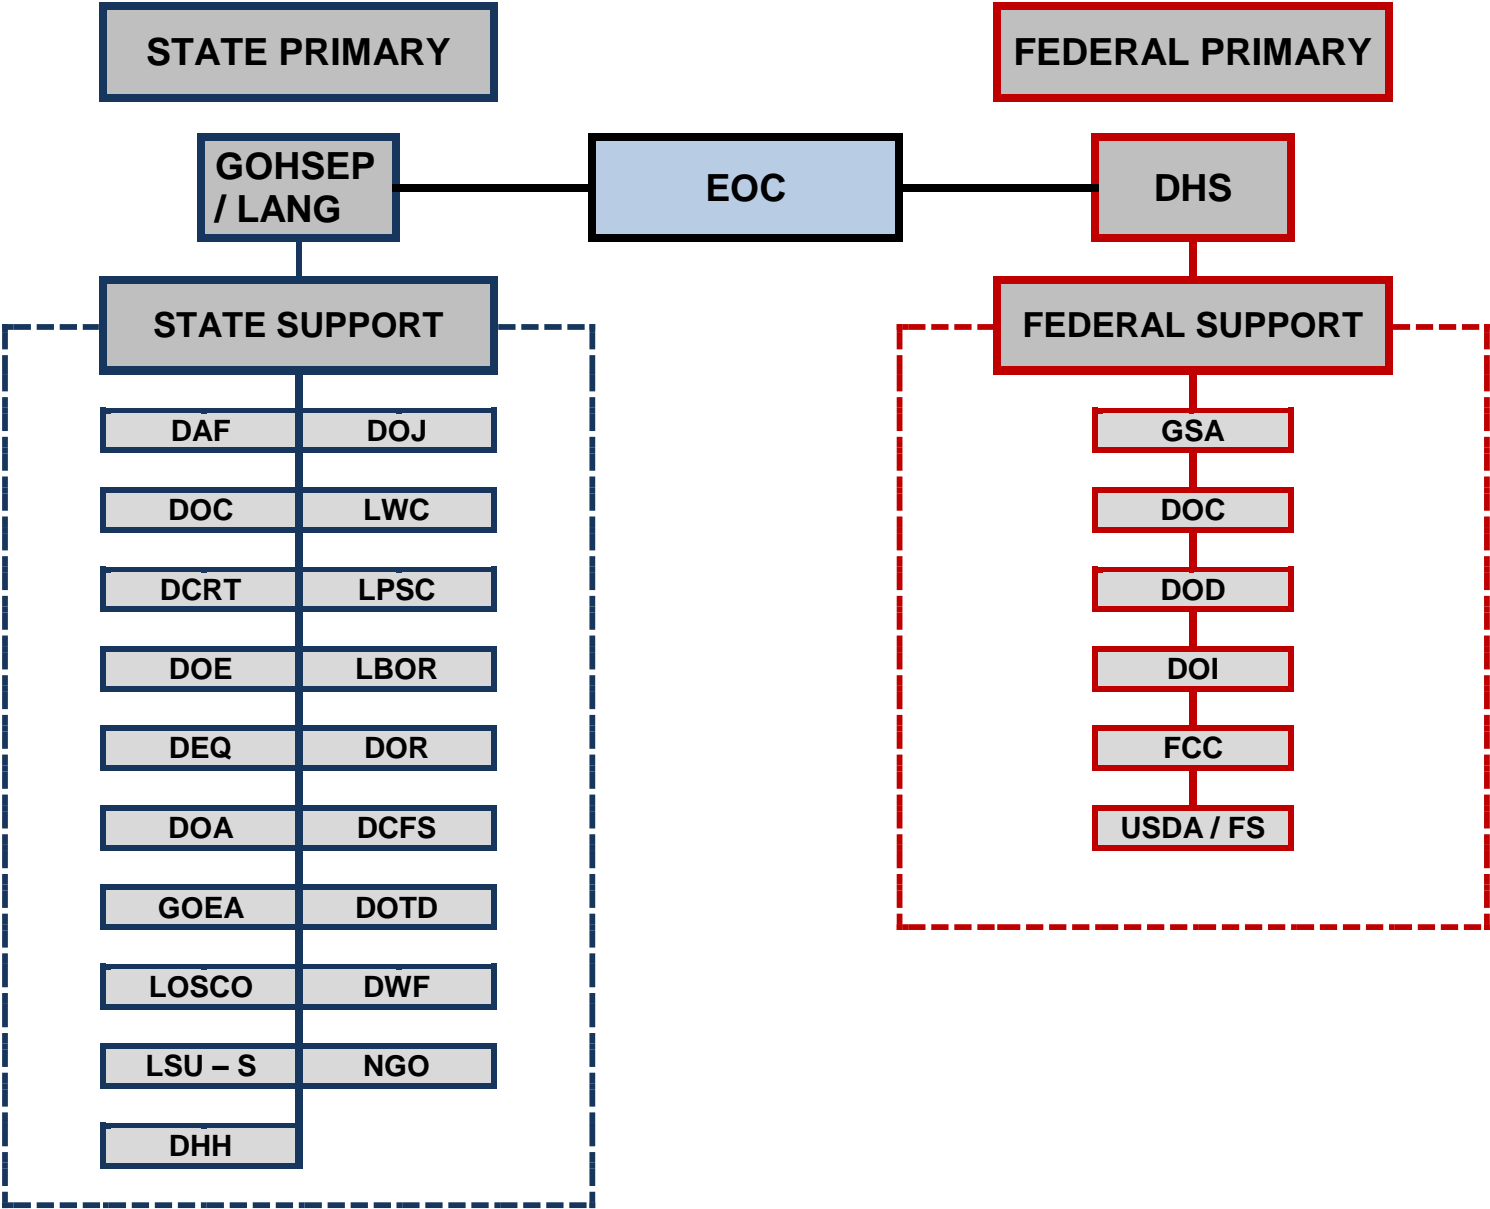 STATE PRIMARY
FEDERAL PRIMARY
GOHSEP
/ LANG
EOC
DHS
STATE SUPPORT
FEDERAL SUPPORT
DAF
DOJ
GSA
DOC
LWC
DOC
DCRT
LPSC
DOD
DOE
LBOR
DOI
DEQ
DOR
FCC
DOA
DCFS
USDA / FS
GOEA
DOTD
LOSCO
DWF
LSU – S
NGO
DHH